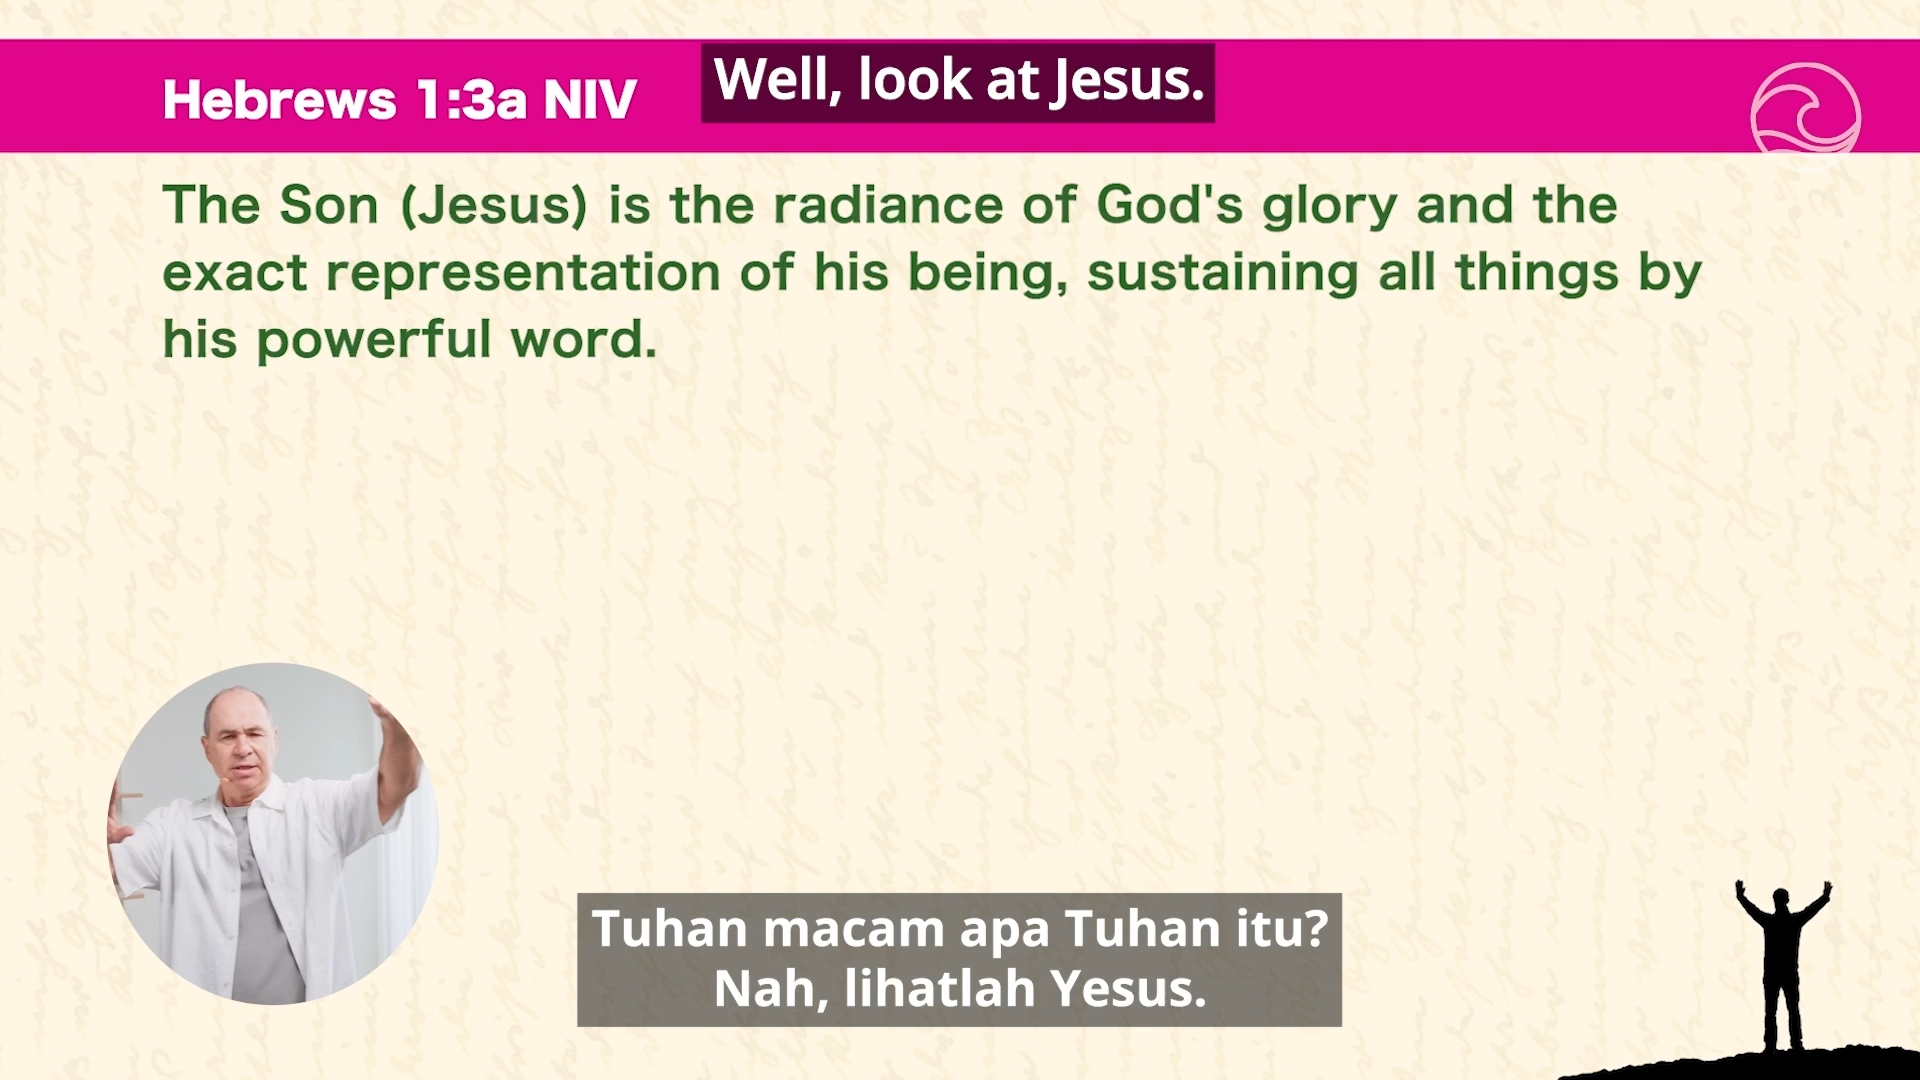 Hebrews 1:3a NIV
Well, look at Jesus.
The Son (Jesus) is the radiance of God's glory and the
exact representation of his being, sustaining all things by
his powerful word.
Tuhan macam apa Tuhan itu?
Nah, lihatlah Yesus.